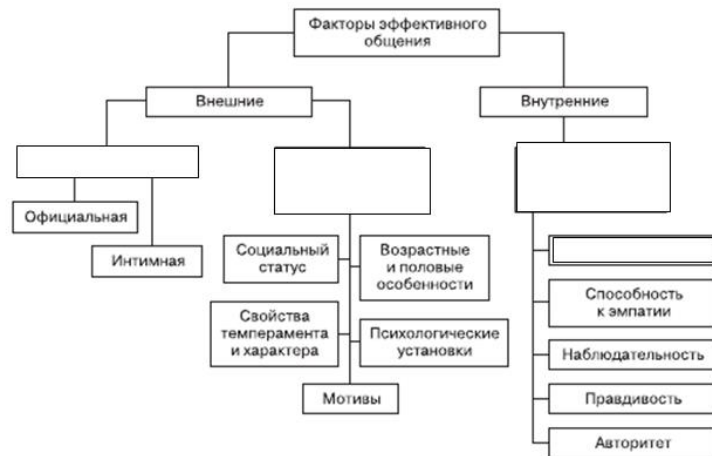 Факторы эффективного
общения
Внешние
Внутренние
Официальная
Интимная
Социальный
статус
Возрастные
и половые
особенности
Свойства
темперамента
и характера
Психологические
установки
Мотивы
Способность
к эмпатии
Наблюдательность
Правдивость
Авторитет